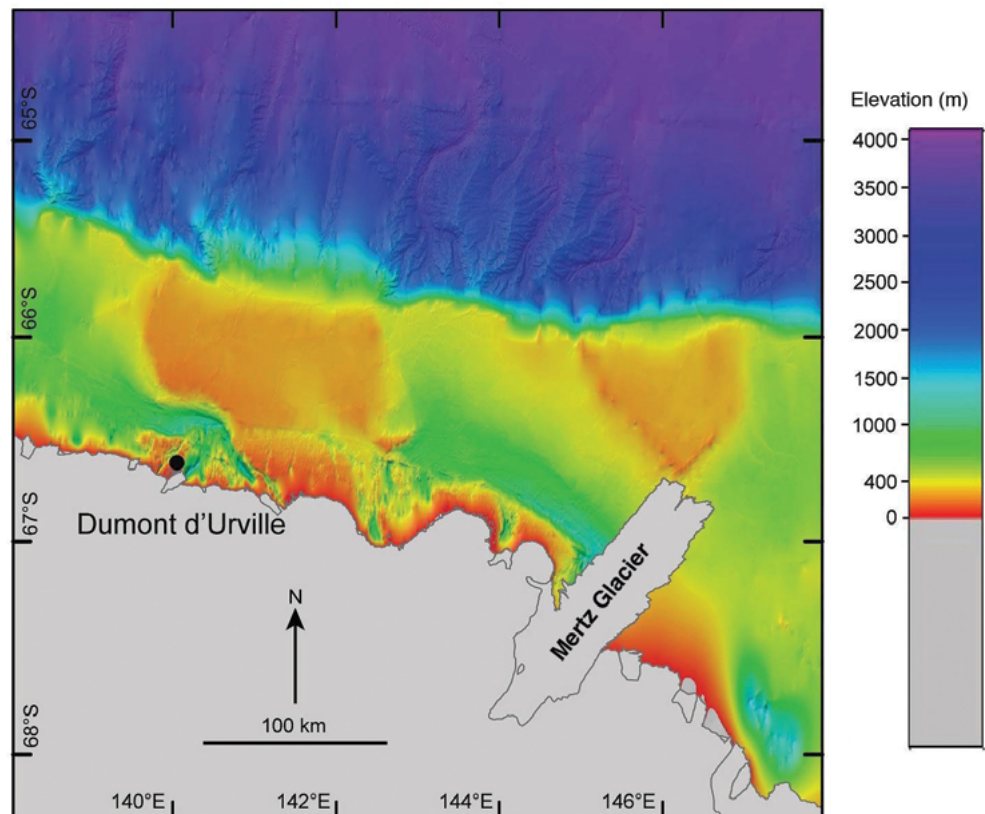 65°S
66°S
67°S
68°S
Dumont d'Urville
Mertz Glacier
N
100 km
140°E
142°E
144°E
146°E
Elevation (m)
4000
3500
3000
2500
2000
1500
1000
400
0